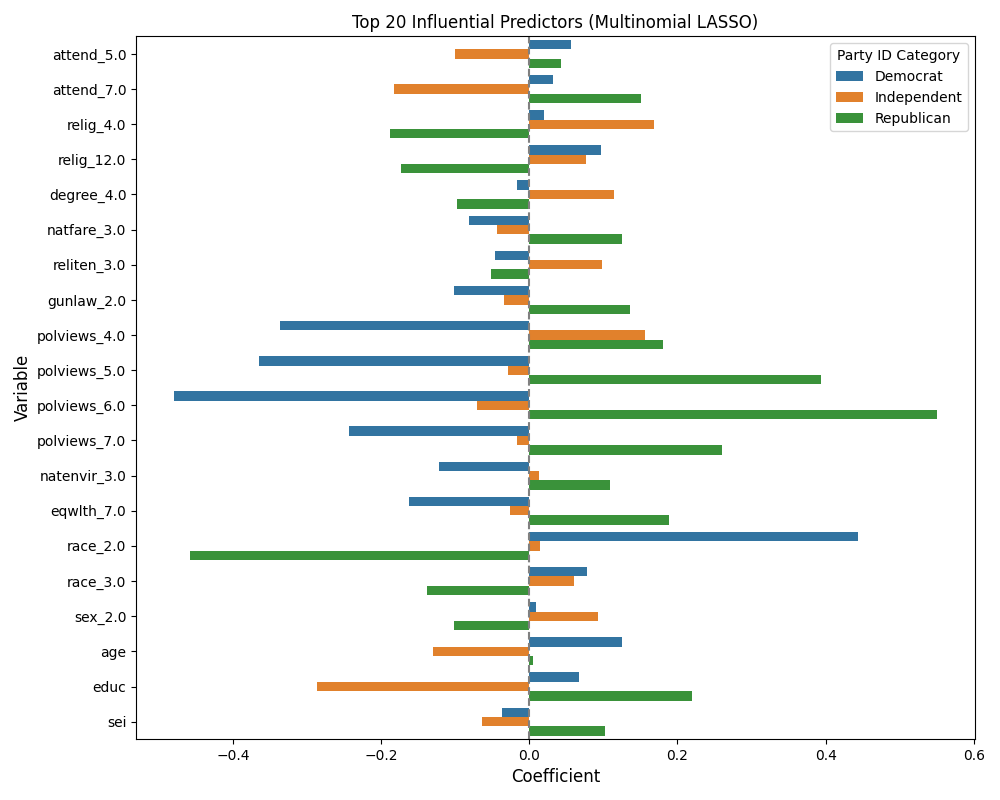 Top 20 Influential Predictors (Multinomial LASSO)
Party ID Category
Democrat
Independent
Republican
Variable
attend_5.0
attend_7.0
relig_4.0
relig_12.0
degree_4.0
natfare_3.0
reliten_3.0
gunlaw_2.0
polviews_4.0
polviews_5.0
polviews_6.0
polviews_7.0
natenvir_3.0
eqwlth_7.0
race_2.0
race_3.0
sex_2.0
age
educ
sei
−0.4 −0.2 0.0 0.2 0.4 0.6
Coefficient